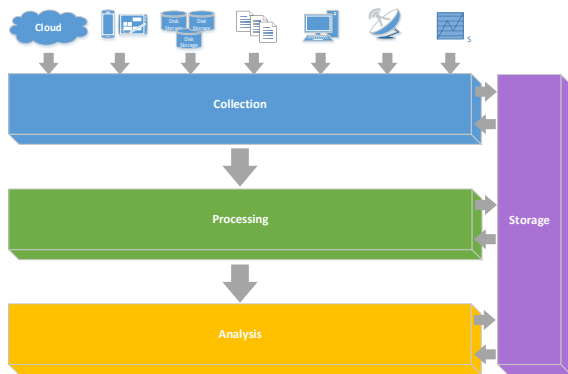 Cloud
Disk
Storage
Disk
Storage
Disk
Storage
S
Collection
Processing
Storage
Analysis